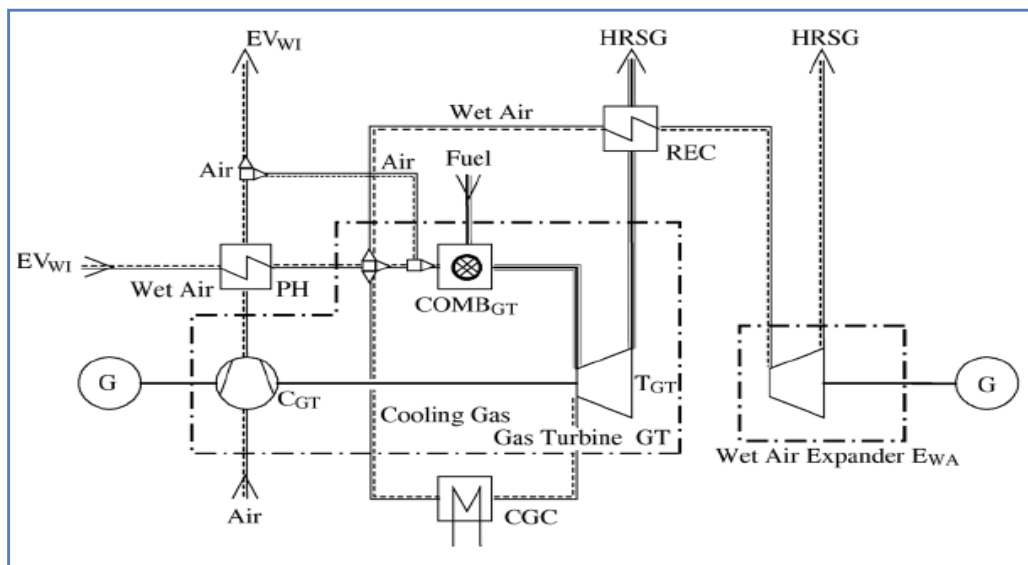 EVWI
HRSG
HRSG
Wet Air
REC
Fuel
Air
Air
EVWI
Wet Air
PH
COMBGT
G
CGT
TGT
G
Cooling Gas
Gas Turbine GT
Wet Air Expander EWA
Air
CGC